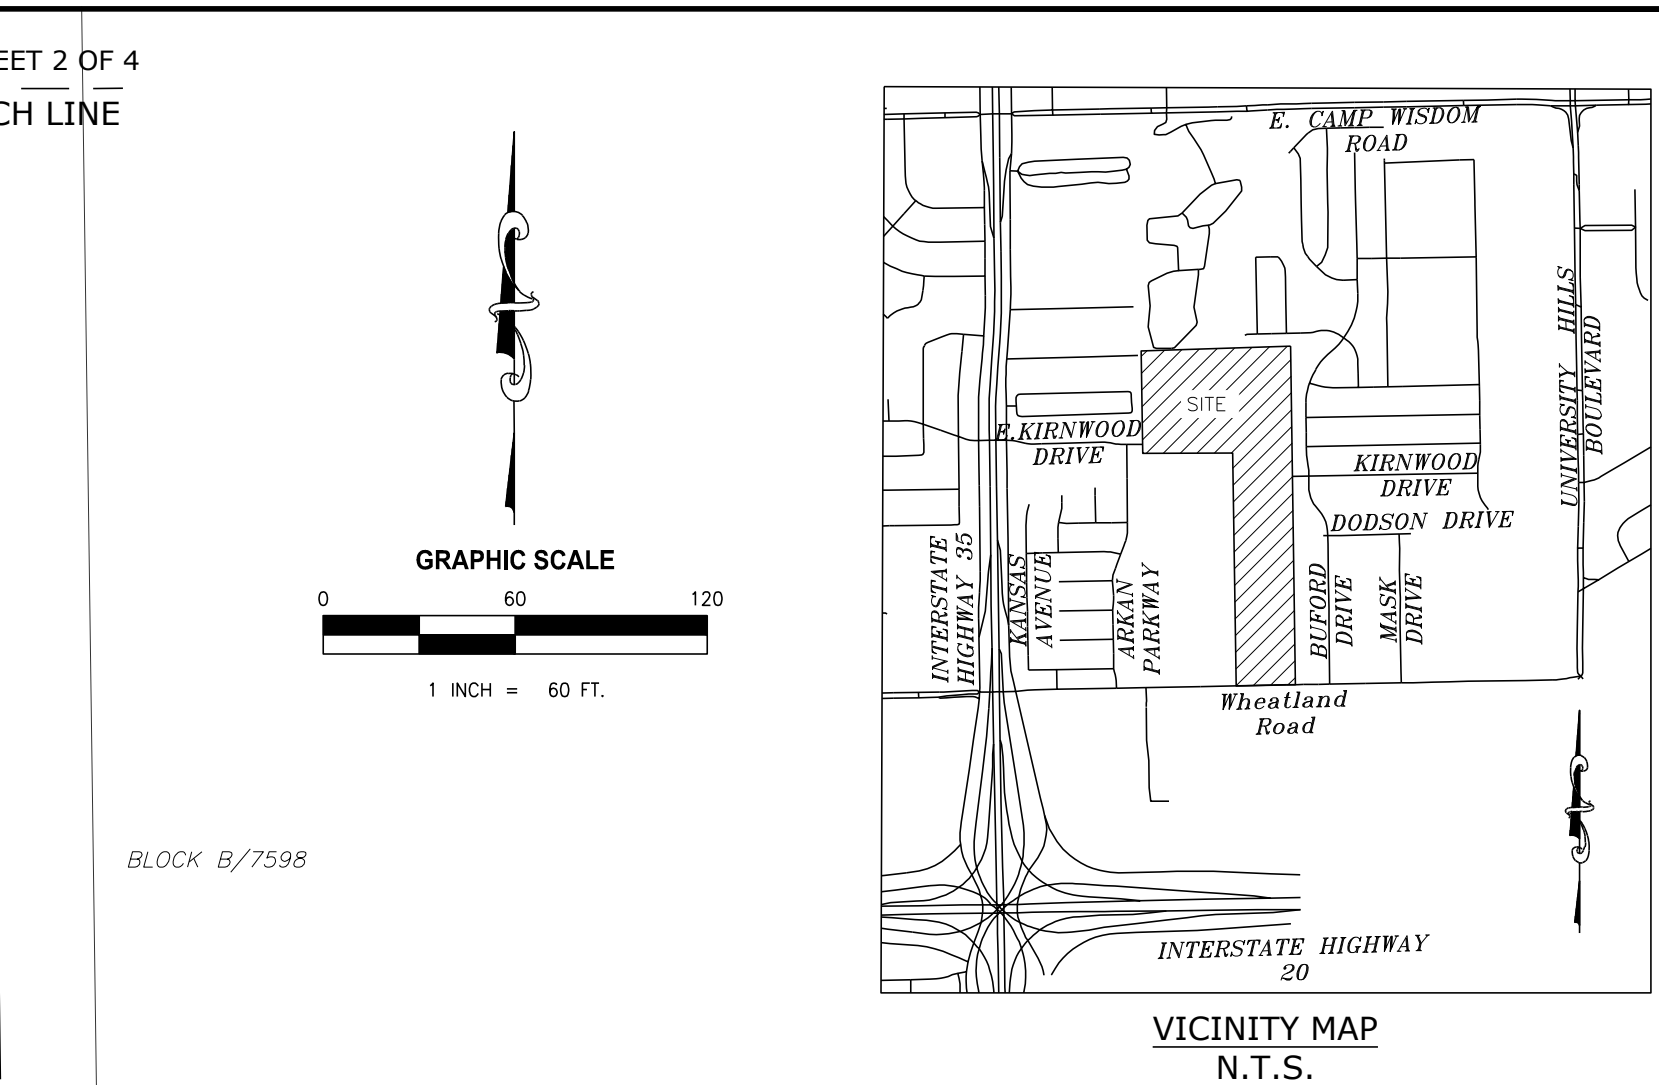 EET 2 OF 4
CH LINE
GRAPHIC SCALE
0 60 120
1 INCH = 60 FT.
BLOCK B/7598
E. CAMP WISDOM
ROAD
UNIVERSITY HILLS
BOULEVARD
SITE
E.KIRNWOOD
DRIVE
KIRNWOOD
DRIVE
DODSON DRIVE
INTERSTATE
HIGHWAY 35
KANSAS
AVENUE
ARKAN
PARKWAY
BUFORD
DRIVE
MASK
DRIVE
Wheatland
Road
INTERSTATE HIGHWAY
20
VICINITY MAP
N.T.S.